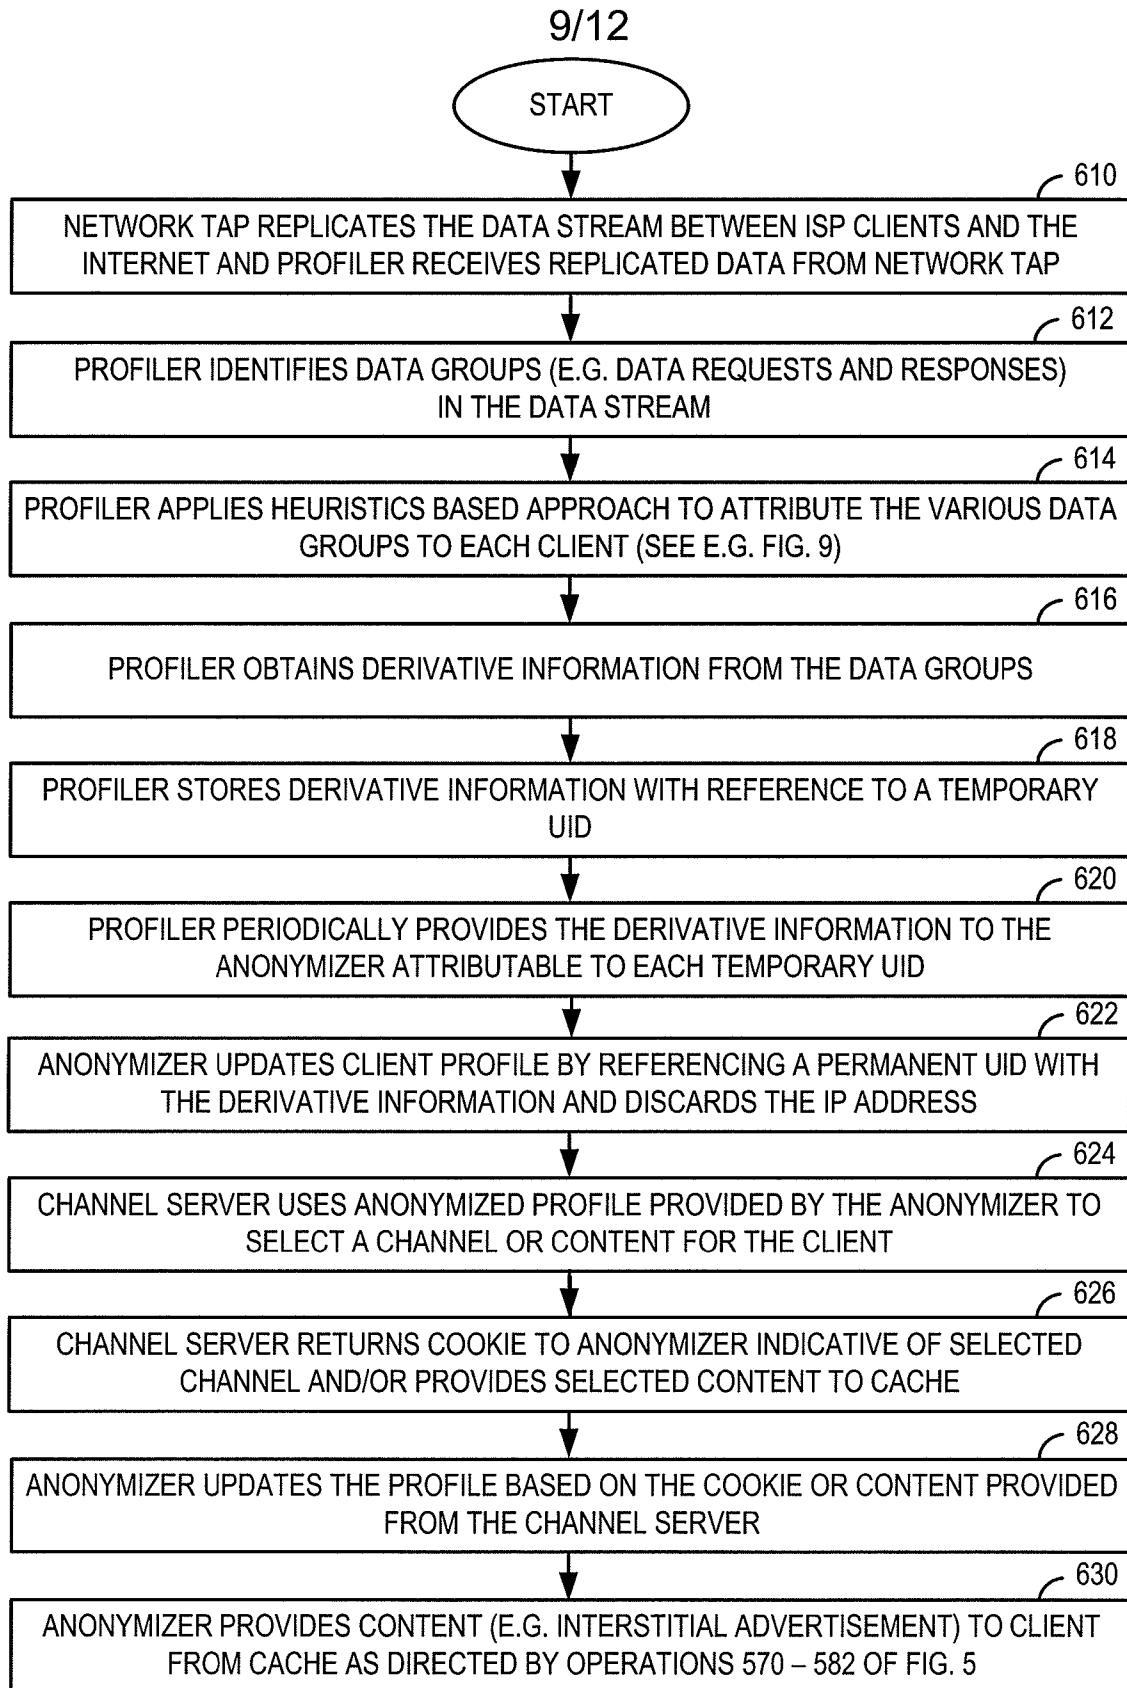 9/12
START
610
NETWORK TAP REPLICATES THE DATA STREAM BETWEEN ISP CLIENTS AND THE
INTERNET AND PROFILER RECEIVES REPLICATED DATA FROM NETWORK TAP
612
PROFILER IDENTIFIES DATA GROUPS (E.G. DATA REQUESTS AND RESPONSES)
IN THE DATA STREAM
614
PROFILER APPLIES HEURISTICS BASED APPROACH TO ATTRIBUTE THE VARIOUS DATA
GROUPS TO EACH CLIENT (SEE E.G. FIG. 9)
616
PROFILER OBTAINS DERIVATIVE INFORMATION FROM THE DATA GROUPS
618
PROFILER STORES DERIVATIVE INFORMATION WITH REFERENCE TO A TEMPORARY
UID
620
PROFILER PERIODICALLY PROVIDES THE DERIVATIVE INFORMATION TO THE
ANONYMIZER ATTRIBUTABLE TO EACH TEMPORARY UID
622
ANONYMIZER UPDATES CLIENT PROFILE BY REFERENCING A PERMANENT UID WITH
THE DERIVATIVE INFORMATION AND DISCARDS THE IP ADDRESS
624
CHANNEL SERVER USES ANONYMIZED PROFILE PROVIDED BY THE ANONYMIZER TO
SELECT A CHANNEL OR CONTENT FOR THE CLIENT
626
CHANNEL SERVER RETURNS COOKIE TO ANONYMIZER INDICATIVE OF SELECTED
CHANNEL AND/OR PROVIDES SELECTED CONTENT TO CACHE
628
ANONYMIZER UPDATES THE PROFILE BASED ON THE COOKIE OR CONTENT PROVIDED
FROM THE CHANNEL SERVER
630
ANONYMIZER PROVIDES CONTENT (E.G. INTERSTITIAL ADVERTISEMENT) TO CLIENT
FROM CACHE AS DIRECTED BY OPERATIONS 570 – 582 OF FIG. 5